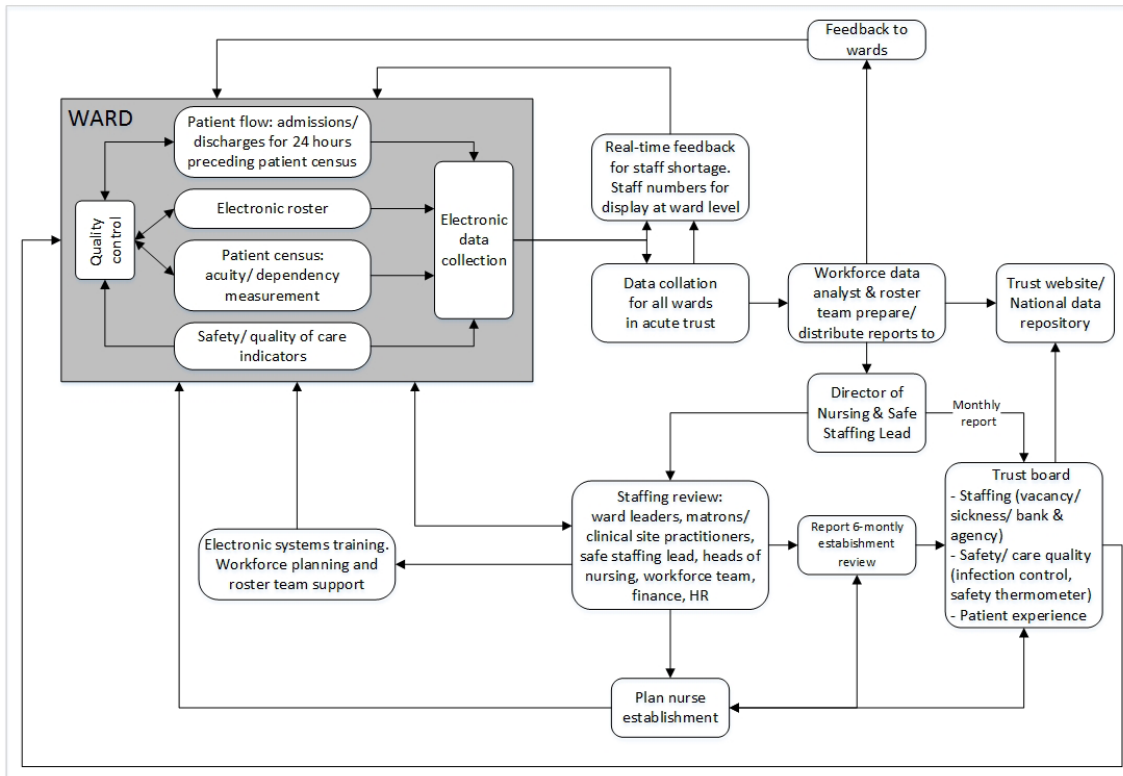 Feedback to
wards
WARD
Patient flow: admissions/
discharges for 24 hours
preceding patient census
Real-time feedback
for staff shortage.
Staff numbers for
display at ward level
Quality
control
Electronic roster
Electronic
data
collection
Patient census:
acuity/ dependency
measurement
Safety/ quality of care
indicators
Data collation
for all wards
in acute trust
Workforce data
analyst & roster
team prepare/
distribute reports to
Trust website/
National data
repository
Director of
Nursing & Safe
Staffing Lead
Monthly
report
Trust board
- Staffing (vacancy/
sickness/ bank &
agency)
- Safety/ care quality
(infection control,
safety thermometer)
- Patient experience
Staffing review:
ward leaders, matrons/
clinical site practitioners,
safe staffing lead, heads of
nursing, workforce team,
finance, HR
Report 6-montly
estabishment
review
Electronic systems training.
Workforce planning and
roster team support
Plan nurse
establishment